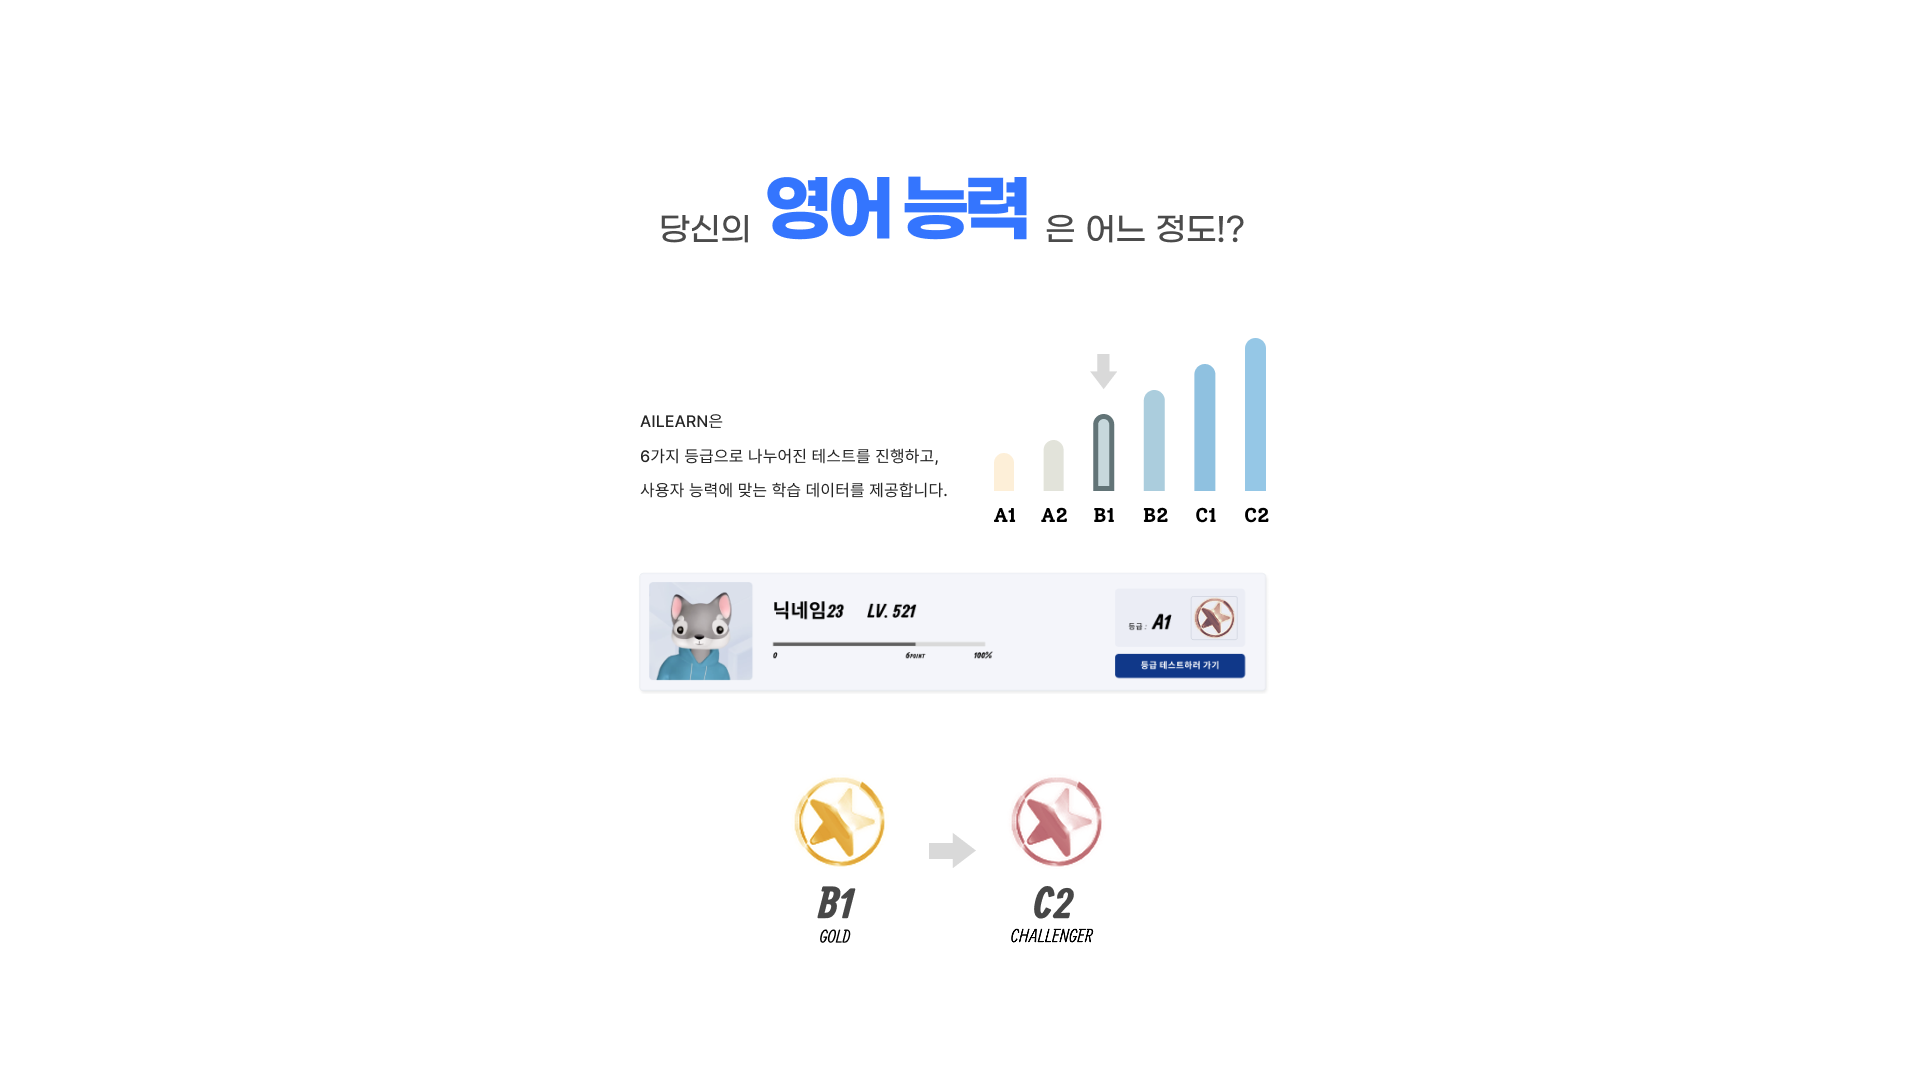 당신의 영어 능력 은 어느 정도!?
AILEARN은
6가지 등급으로 나누어진 테스트를 진행하고,
사용자 능력에 맞는 학습 데이터를 제공합니다.
A1 A2 B1 B2 C1 C2
닉네임23 LV. 521
0 6POINT 100%
등급 : A1
등급 테스트하러 가기
B1
GOLD
C2
CHALLENGER